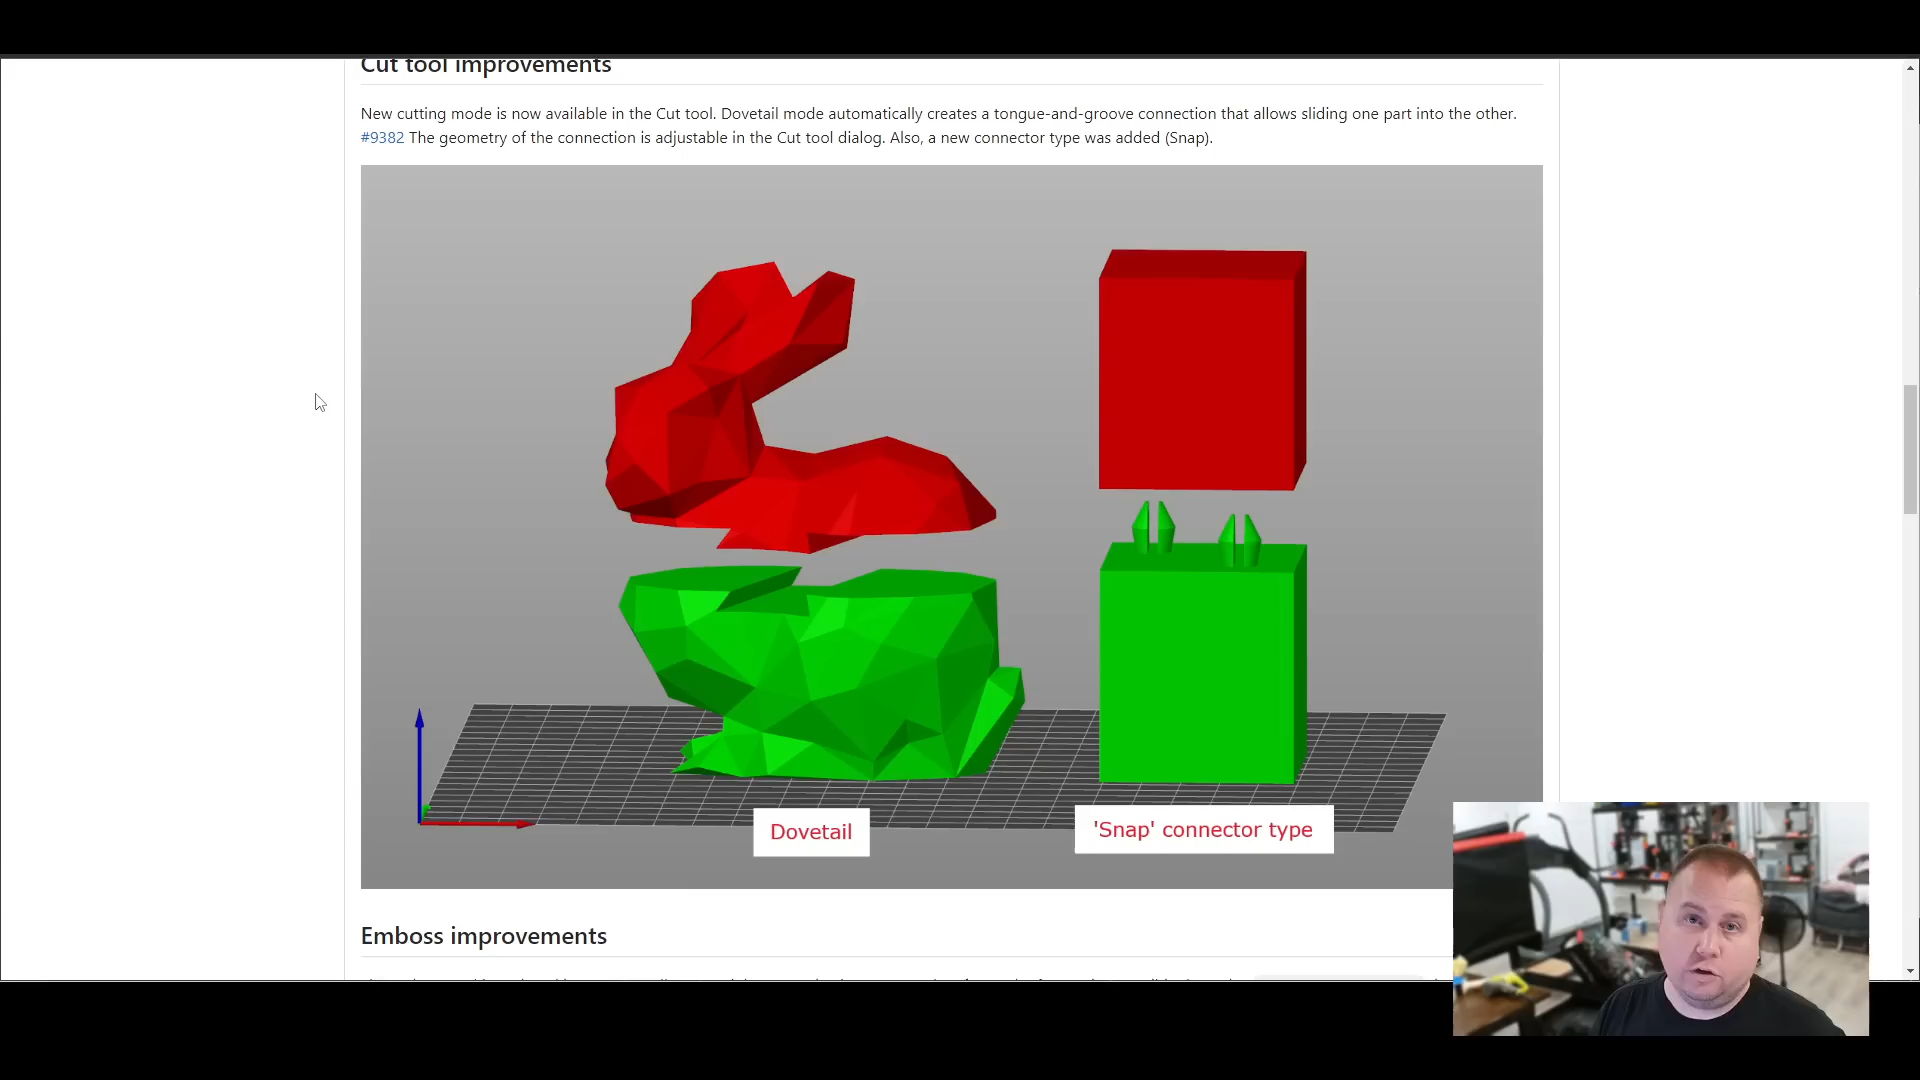 Cut tool improvements
New cutting mode is now available in the Cut tool. Dovetail mode automatically creates a tongue-and-groove connection that allows sliding one part into the other.
#9382 The geometry of the connection is adjustable in the Cut tool dialog. Also, a new connector type was added (Snap).
Dovetail
'Snap' connector type
Emboss improvements